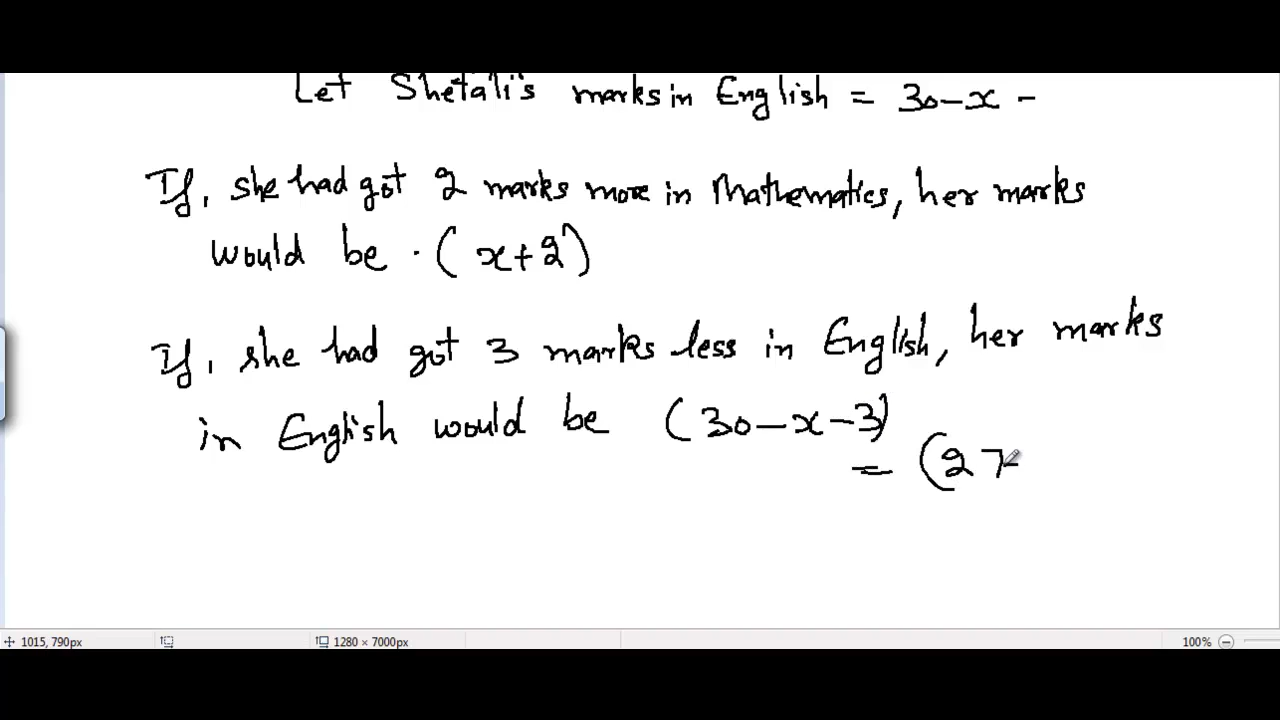 Let Shetali's marks in English = 30-x -
If, she had got 2 marks more in Mathematics, her marks
would be . (x+2)
If, she had got 3 marks less in English, her marks
in English would be (30-x-3)
= (27
1015, 790px 1280 × 7000px 100%